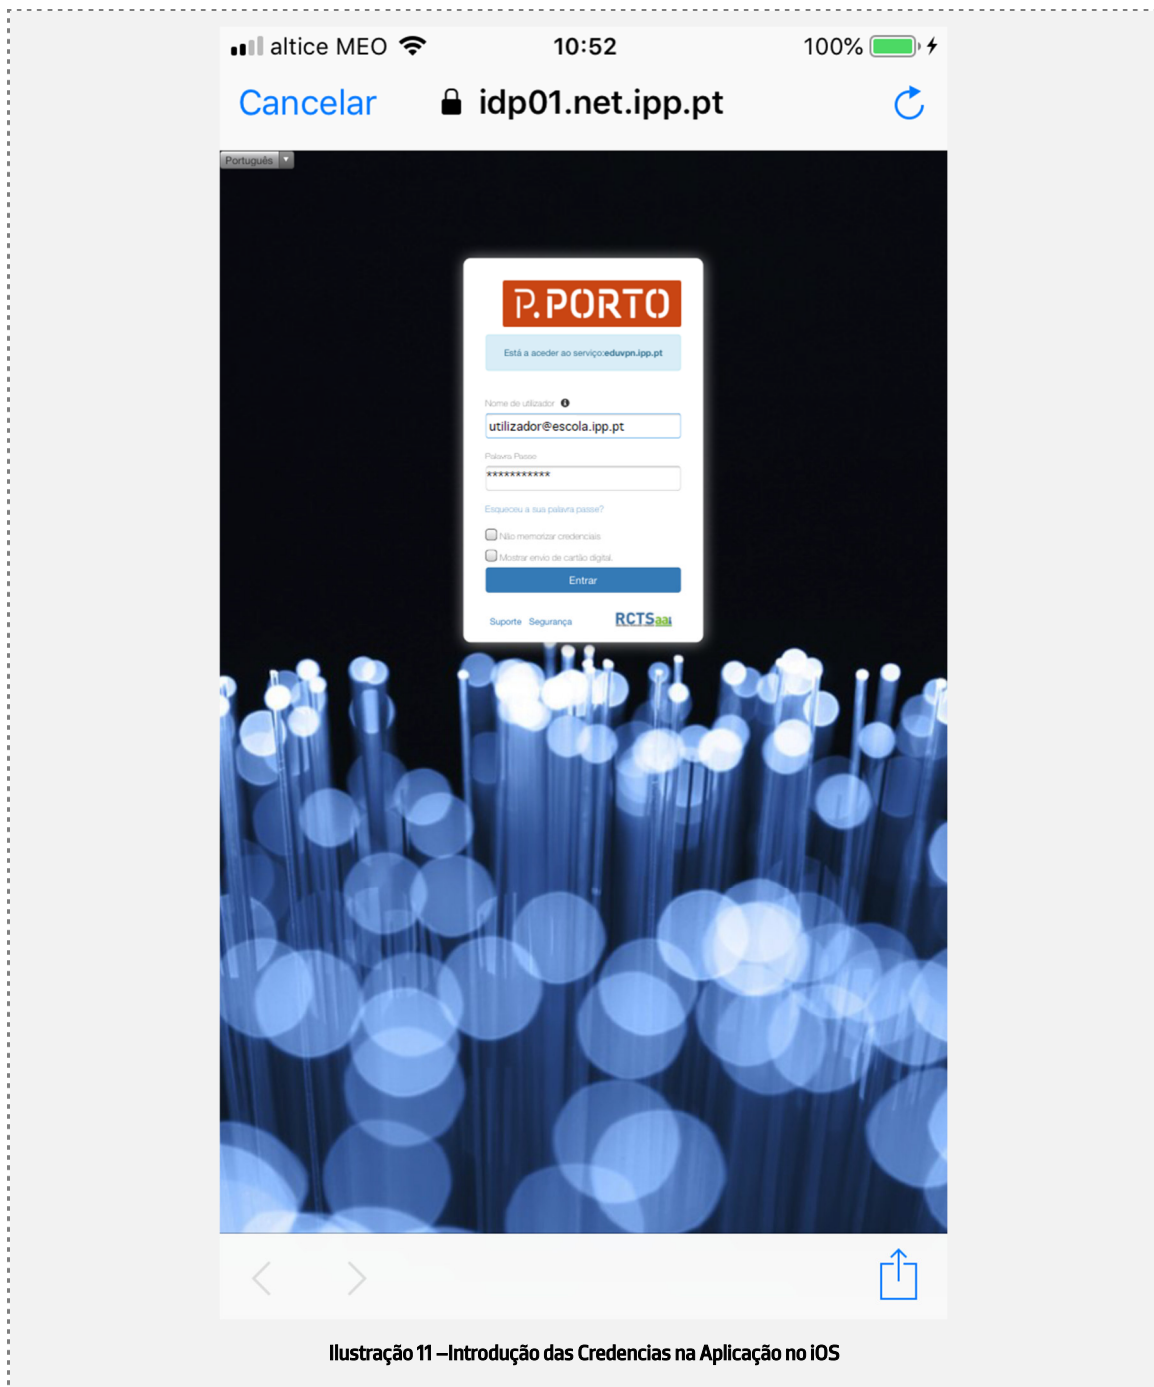 altice MEO 10:52 100%
Cancelar idp01.net.ipp.pt
Português
P.PORTO
Está a aceder ao serviço:eduvpn.ipp.pt
Nome de utilizador
utilizador@escola.ipp.pt
Palavra Passe
***********
Esqueceu a sua palavra passe?
Não memorizar credenciais
Mostrar envio de cartão digital.
Entrar
Suporte Segurança RCTSaai
Ilustração 11 –Introdução das Credencias na Aplicação no iOS